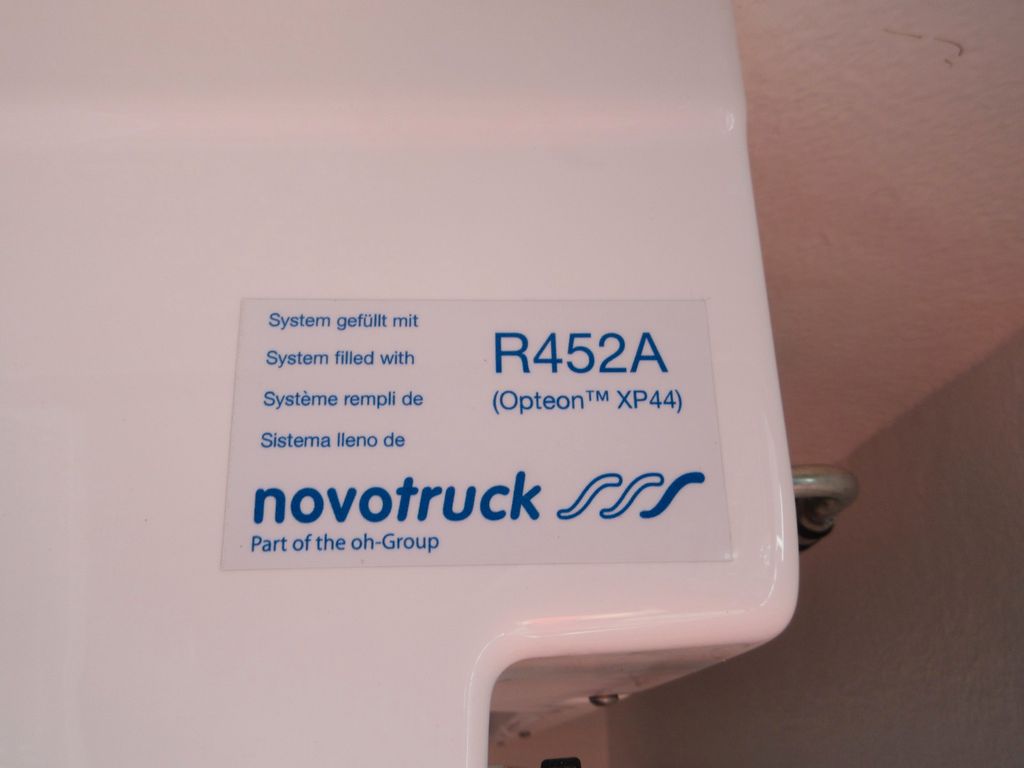 System gefüllt mit
System filled with
Système rempli de
Sistema lleno de
R452A
(Opteon™ XP44)
novotruck
Part of the oh-Group